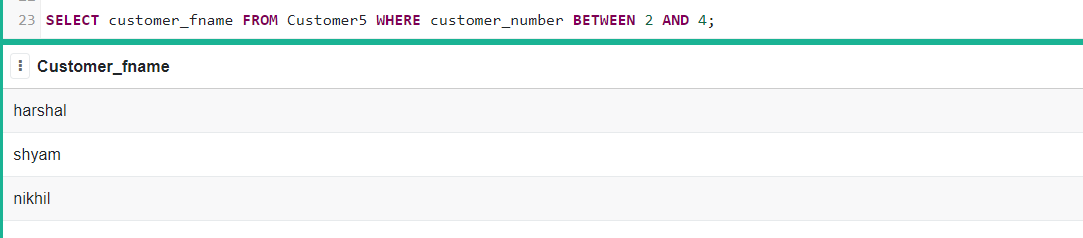 23 SELECT customer_fname FROM Customer5 WHERE customer_number BETWEEN 2 AND 4;
Customer_fname
harshal
shyam
nikhil